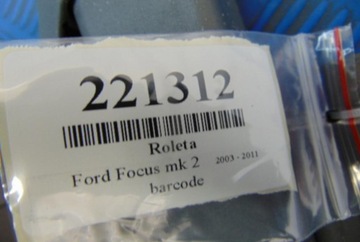 221312
Roleta
Ford Focus mk 2 2003 - 2011
barcode